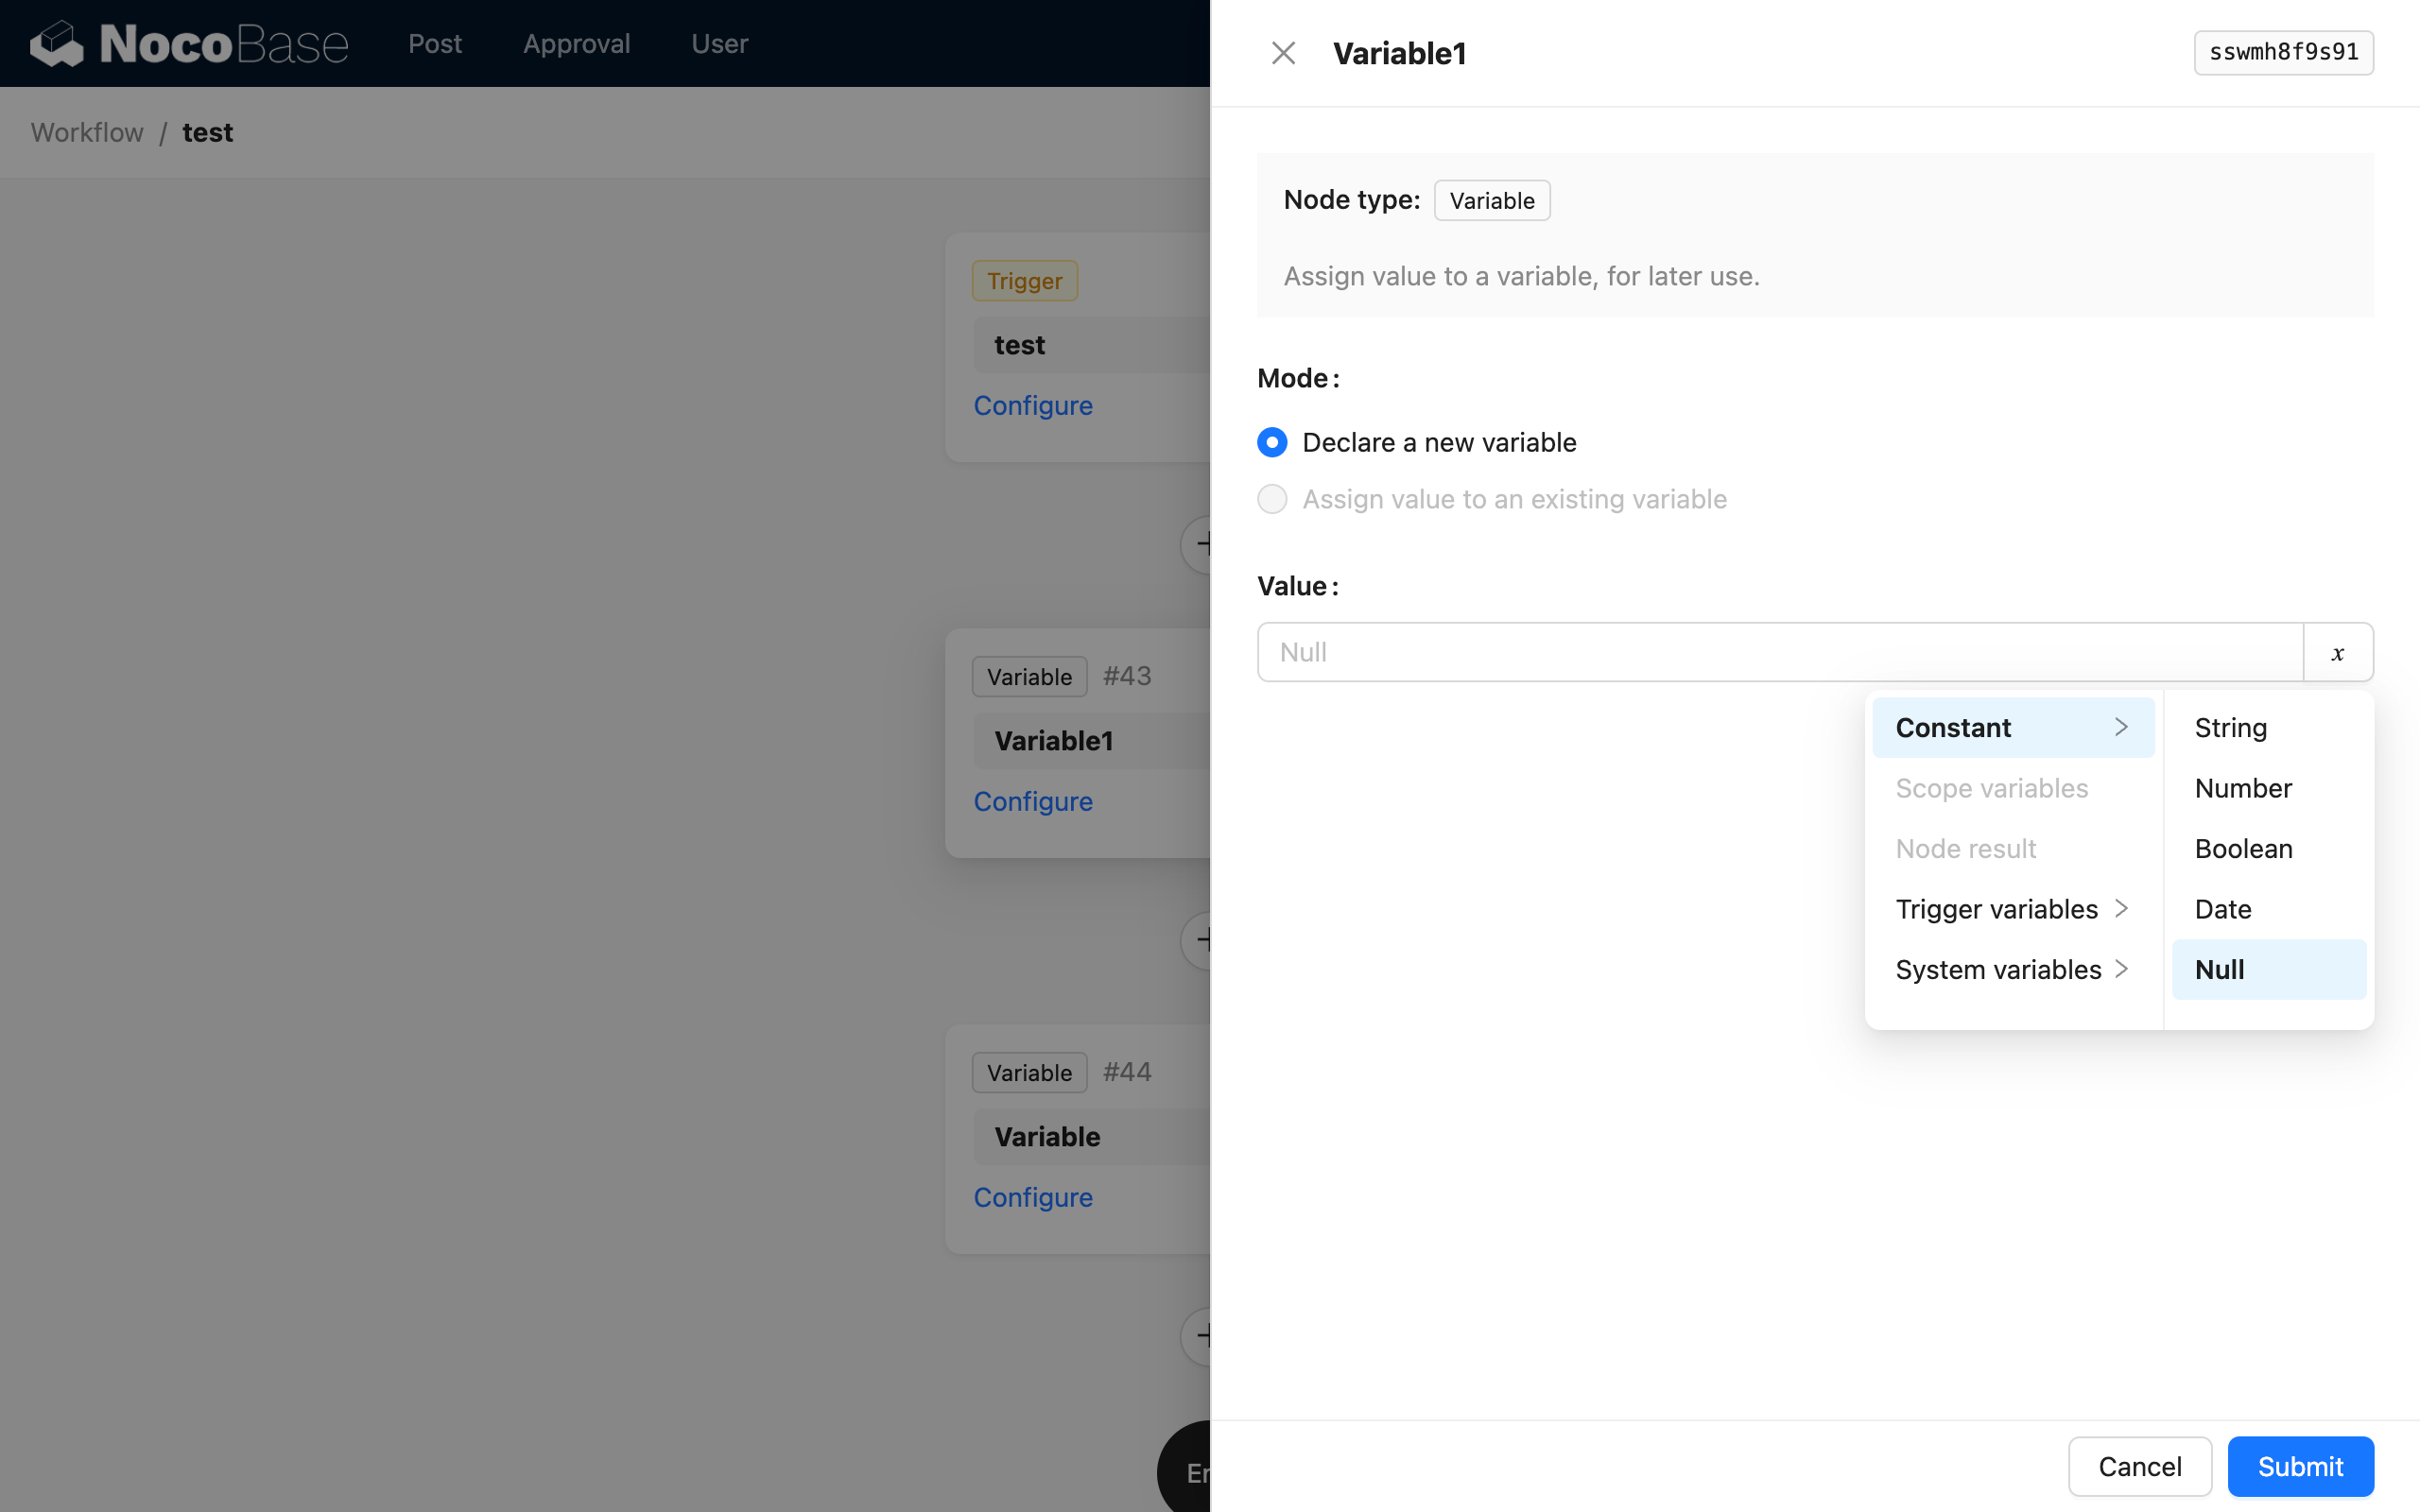 NocoBase Post Approval User
Workflow / test
Trigger
test
Configure
Variable #43
Variable1
Configure
Variable #44
Variable
Configure
Variable1 sswmh8f9s91
Node type: Variable
Assign value to a variable, for later use.
Mode:
Declare a new variable
Assign value to an existing variable
Value:
Null x
Constant
Scope variables
Node result
Trigger variables
System variables
String
Number
Boolean
Date
Null
Cancel Submit